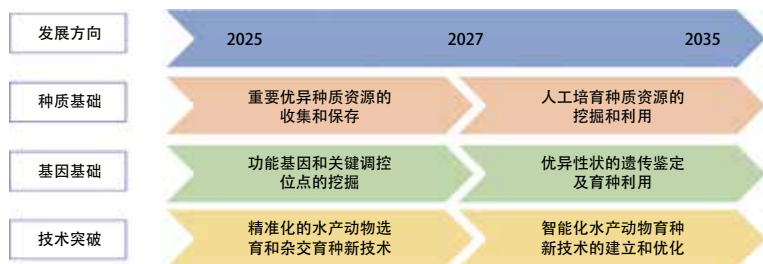 发展方向
2025 2027 2035
种质基础
重要优异种质资源的
收集和保存
人工培育种质资源的
挖掘和利用
基因基础
功能基因和关键调控
位点的挖掘
优异性状的遗传鉴定
及育种利用
技术突破
精准化的水产动物选
育和杂交育种新技术
智能化水产动物育种
新技术的建立和优化